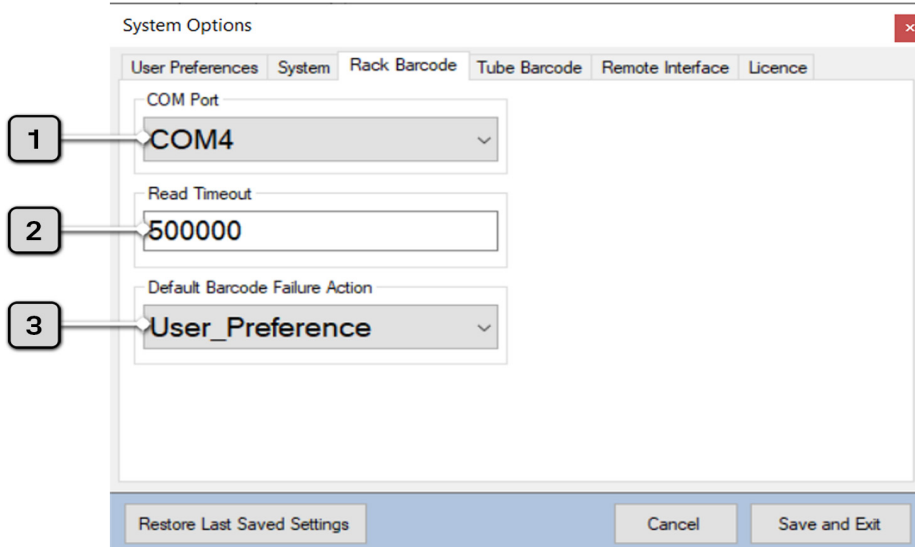 System Options
User Preferences System Rack Barcode Tube Barcode Remote Interface Licence
COM Port
1 COM4
Read Timeout
2 500000
Default Barcode Failure Action
3 User_Preference
Restore Last Saved Settings Cancel Save and Exit